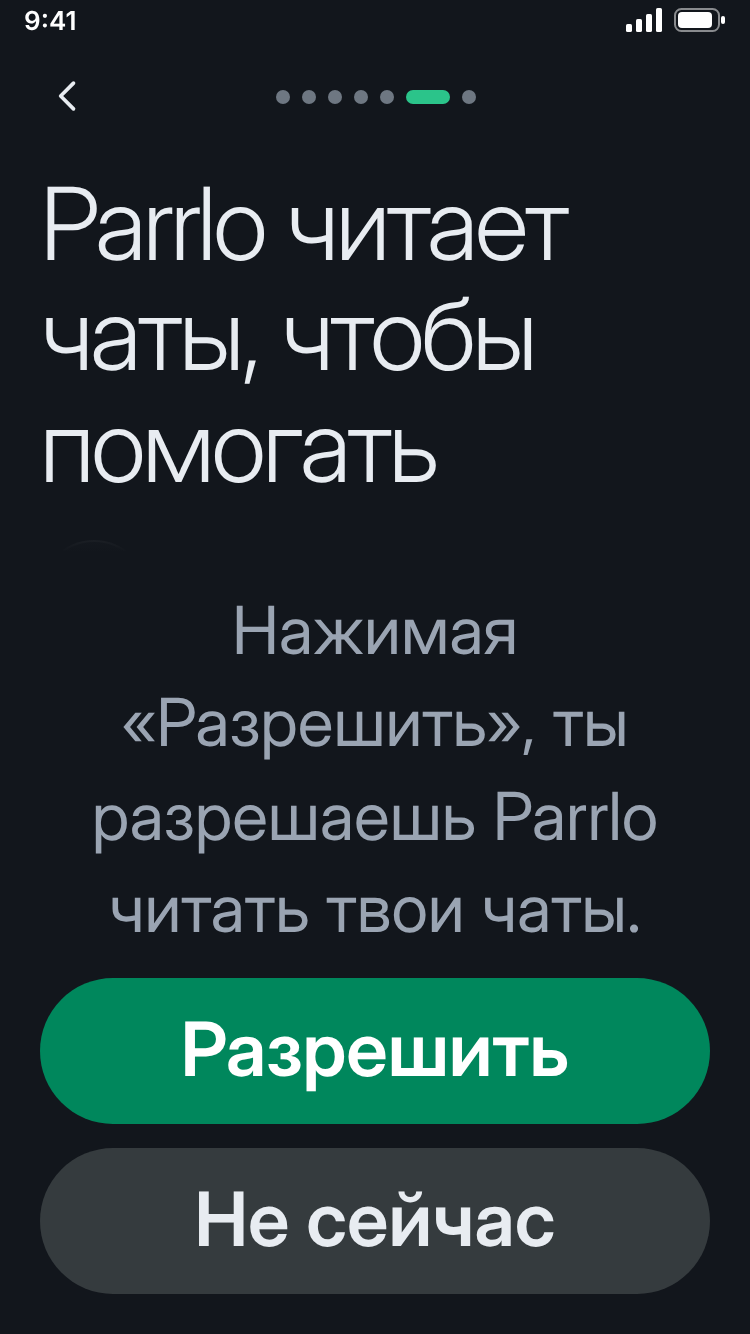 9:41
Parrlo читает
чаты, чтобы
помогать
Нажимая
«Разрешить», ты
разрешаешь Parrlo
читать твои чаты.
Разрешить
Не сейчас